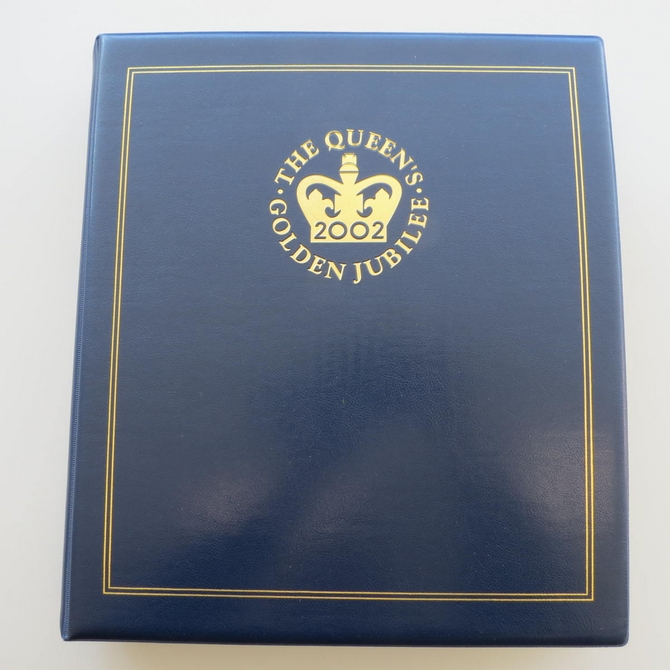 · THE QUEEN'S ·
GOLDEN JUBILEE
2002